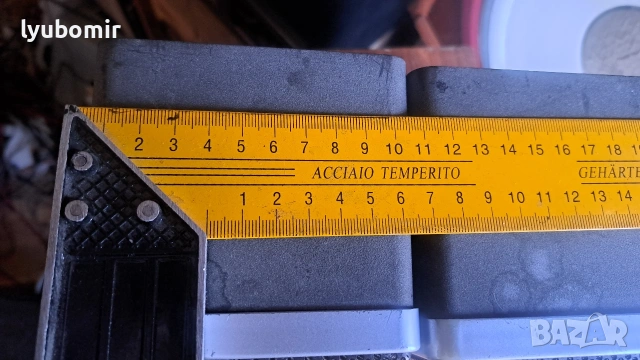 lyubomir
2 3 4 5 6 7 8 9 10 11 12 13 14 15 16 17 18
ACCIAIO TEMPERITO GEHÄRTE
1 2 3 4 5 6 7 8 9 10 11 12 13 14
BAZAR